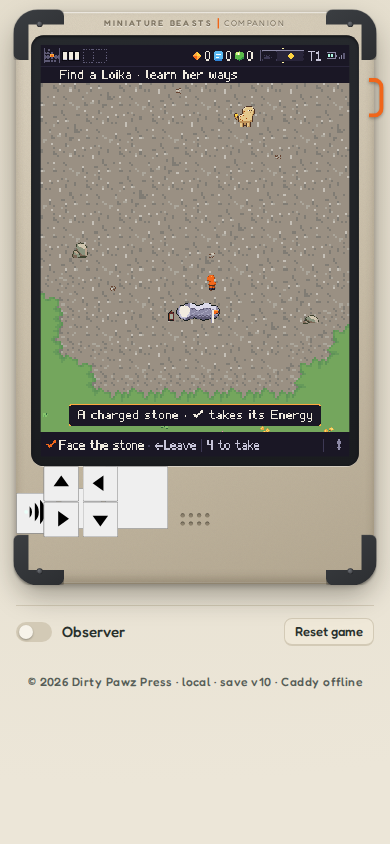 MINIATURE BEASTS | COMPANION
0 0 0 T1
Find a Loika · learn her ways
A charged stone · ✓ takes its Energy
✓Face the stone · ←Leave | 4 to take
Observer
Reset game
© 2026 Dirty Pawz Press · local · save v10 · Caddy offline